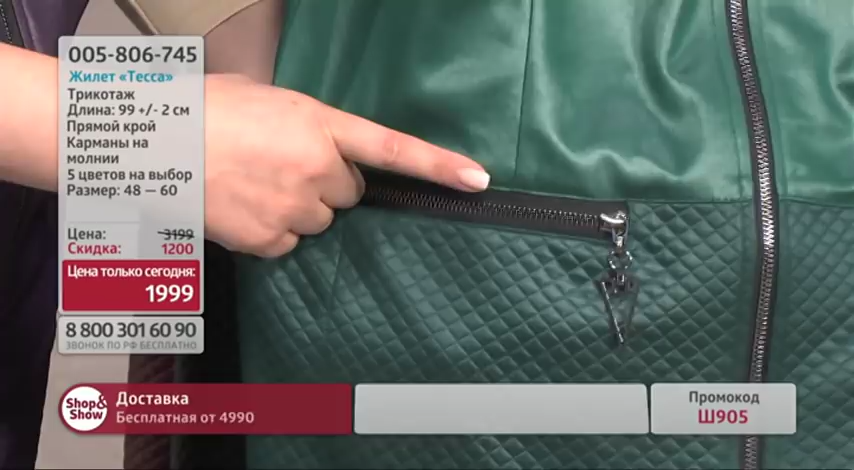 005-806-745
Жилет «Тесса»
Трикотаж
Длина: 99 +/- 2 см
Прямой крой
Карманы на
молнии
5 цветов на выбор
Размер: 48 — 60
Цена: 3199
Скидка: 1200
Цена только сегодня:
1999
8 800 301 60 90
ЗВОНОК ПО РФ БЕСПЛАТНО
Shop&
Show
Доставка
Бесплатная от 4990
Промокод
Ш905